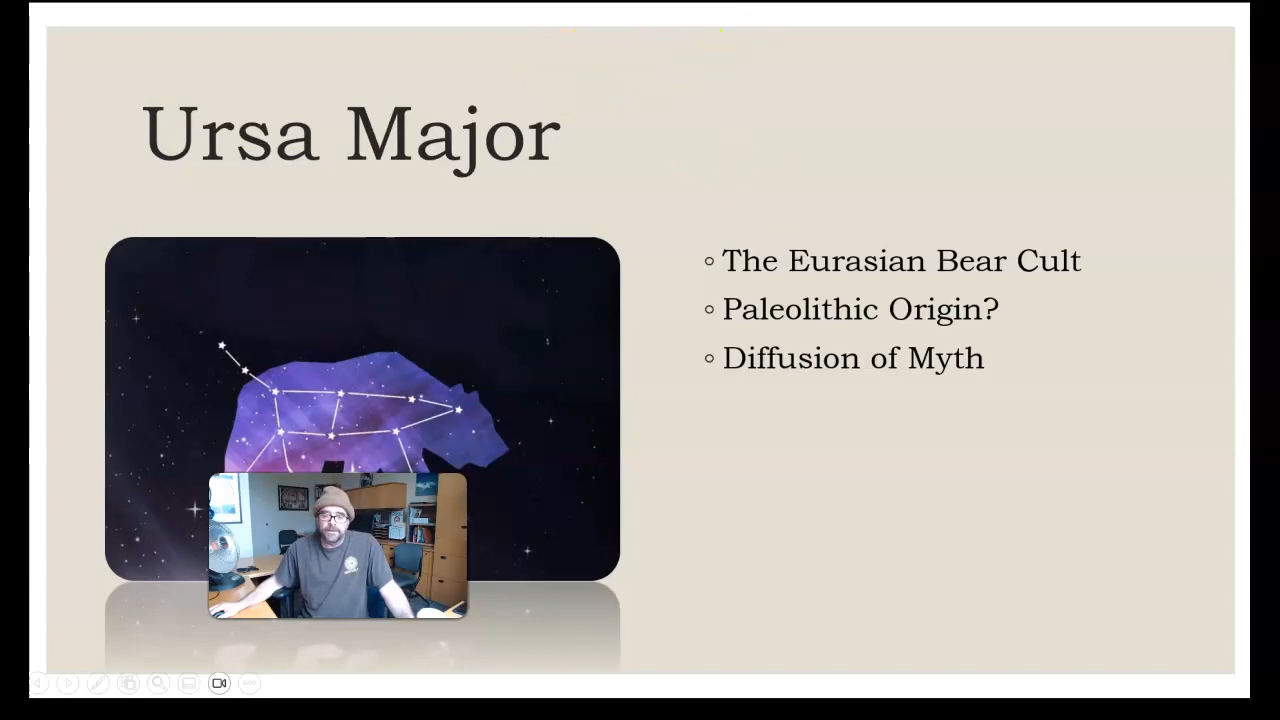 Ursa Major
The Eurasian Bear Cult
Paleolithic Origin?
Diffusion of Myth